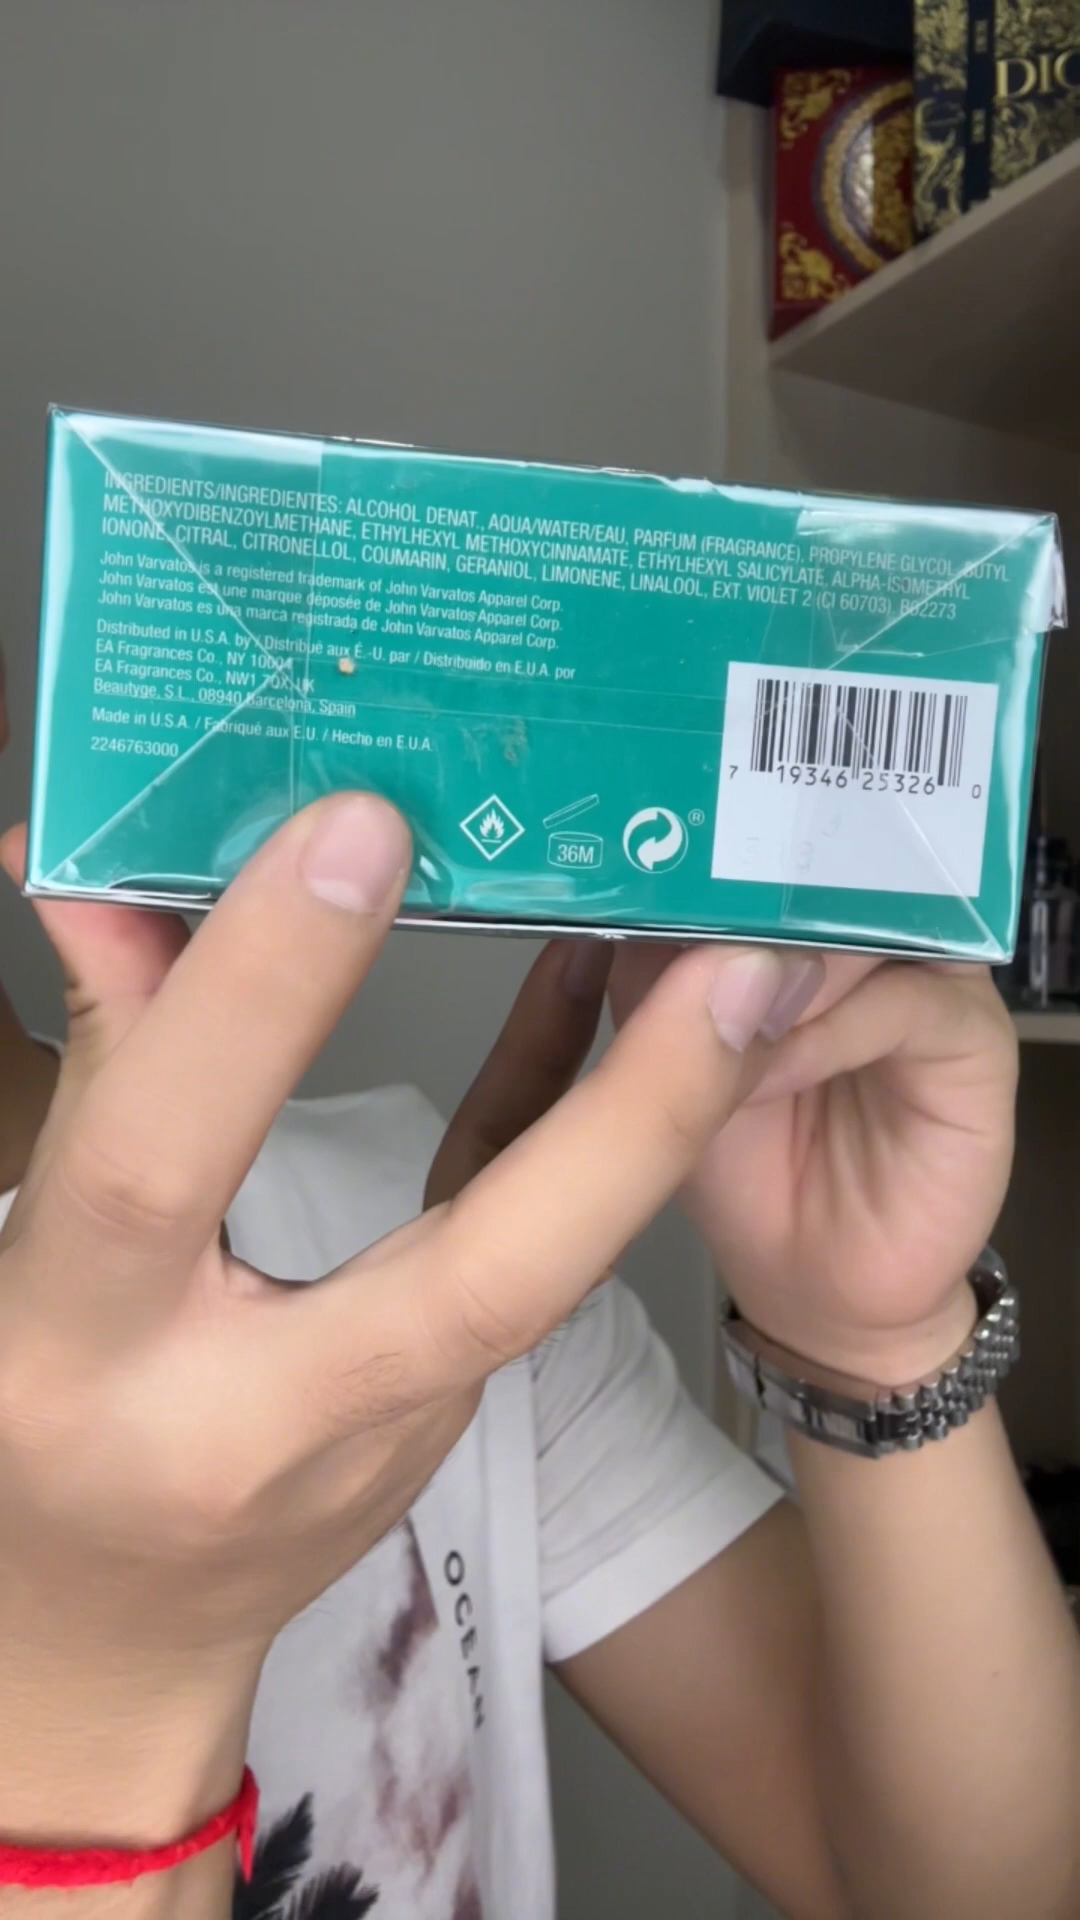 DIO
INGREDIENTS/INGREDIENTES: ALCOHOL DENAT., AQUA/WATER/EAU, PARFUM (FRAGRANCE), PROPYLENE GLYCOL, BUTYL
METHOXYDIBENZOYLMETHANE, ETHYLHEXYL METHOXYCINNAMATE, ETHYLHEXYL SALICYLATE, ALPHA-ISOMETHYL
IONONE, CITRAL, CITRONELLOL, COUMARIN, GERANIOL, LIMONENE, LINALOOL, EXT. VIOLET 2 (CI 60703). B02273
John Varvatos is a registered trademark of John Varvatos Apparel Corp.
John Varvatos est une marque déposée de John Varvatos Apparel Corp.
John Varvatos es una marca registrada de John Varvatos Apparel Corp.
Distributed in U.S.A. by / Distribué aux É.-U. par / Distribuido en E.U.A. por
EA Fragrances Co., NY 10004
EA Fragrances Co., NW1 7QX, UK
Beautyge, S.L., 08940 Barcelona, Spain
Made in U.S.A. / Fabriqué aux E.U. / Hecho en E.U.A.
2246763000
36M
®
7 19346 25326 0
OCEAN